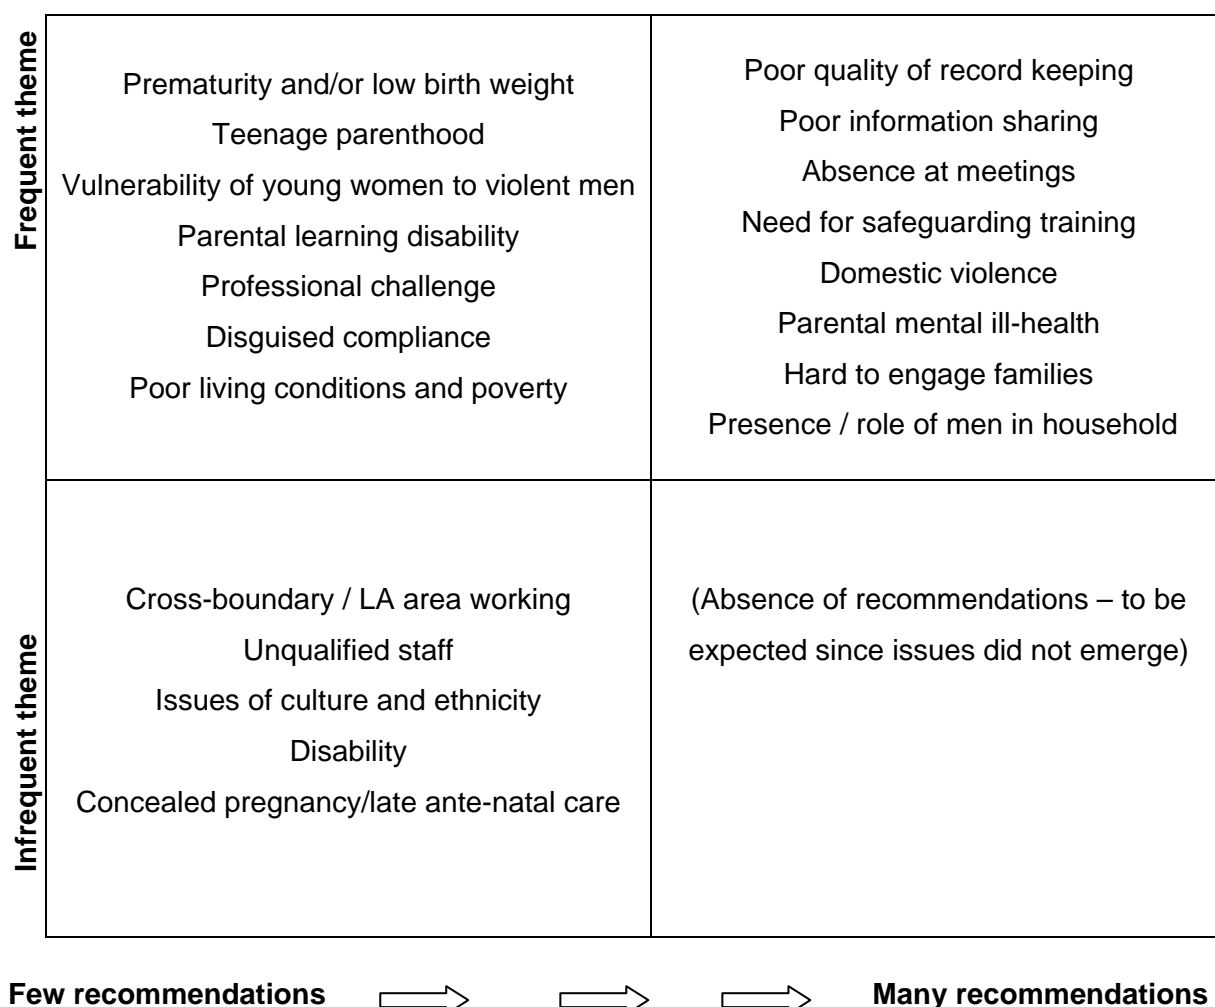 Frequent theme
Prematurity and/or low birth weight
Teenage parenthood
Vulnerability of young women to violent men
Parental learning disability
Professional challenge
Disguised compliance
Poor living conditions and poverty
Poor quality of record keeping
Poor information sharing
Absence at meetings
Need for safeguarding training
Domestic violence
Parental mental ill-health
Hard to engage families
Presence / role of men in household
Infrequent theme
Cross-boundary / LA area working
Unqualified staff
Issues of culture and ethnicity
Disability
Concealed pregnancy/late ante-natal care
(Absence of recommendations – to be
expected since issues did not emerge)
Few recommendations
Many recommendations